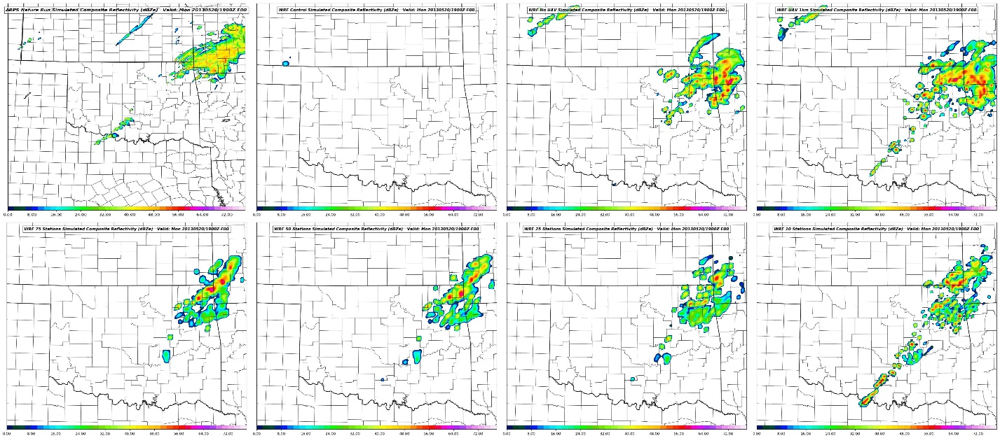 ARPS Nature Run Simulated Composite Reflectivity (dBZe) Valid: Mon 20130520/1900Z F00
WRF Control Simulated Composite Reflectivity (dBZe) Valid: Mon 20130520/1900Z F00
WRF No UAV Simulated Composite Reflectivity (dBZe) Valid: Mon 20130520/1900Z F00
WRF UAV 1km Simulated Composite Reflectivity (dBZe) Valid: Mon 20130520/1900Z F00
0.00 8.00 16.00 24.00 32.00 40.00 48.00 56.00 64.00 72.00
0.00 8.00 16.00 24.00 32.00 40.00 48.00 56.00 64.00 72.00
0.00 8.00 16.00 24.00 32.00 40.00 48.00 56.00 64.00 72.00
0.00 8.00 16.00 24.00 32.00 40.00 48.00 56.00 64.00 72.00
WRF 75 Stations Simulated Composite Reflectivity (dBZe) Valid: Mon 20130520/1900Z F00
WRF 50 Stations Simulated Composite Reflectivity (dBZe) Valid: Mon 20130520/1900Z F00
WRF 25 Stations Simulated Composite Reflectivity (dBZe) Valid: Mon 20130520/1900Z F00
WRF 10 Stations Simulated Composite Reflectivity (dBZe) Valid: Mon 20130520/1900Z F00
0.00 8.00 16.00 24.00 32.00 40.00 48.00 56.00 64.00 72.00
0.00 8.00 16.00 24.00 32.00 40.00 48.00 56.00 64.00 72.00
0.00 8.00 16.00 24.00 32.00 40.00 48.00 56.00 64.00 72.00
0.00 8.00 16.00 24.00 32.00 40.00 48.00 56.00 64.00 72.00